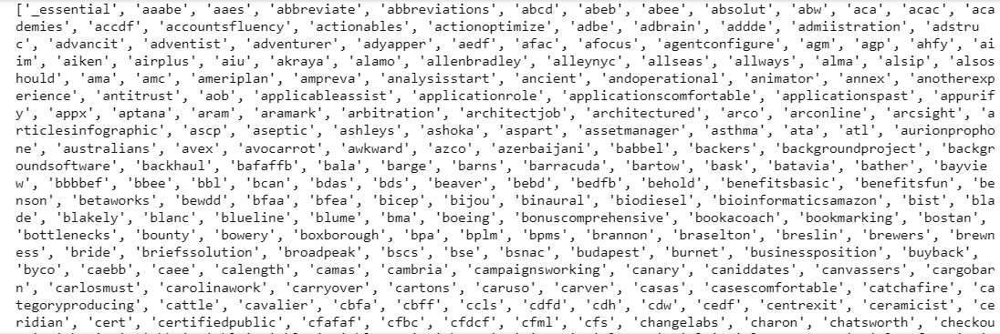 ['_essential', 'aaabe', 'aaes', 'abbreviate', 'abbreviations', 'abcd', 'abeb', 'abee', 'absolut', 'abw', 'aca', 'acac', 'aca
demies', 'accdf', 'accountsfluency', 'actionables', 'actionoptimize', 'adbe', 'adbrain', 'addde', 'admiistration', 'adstru
c', 'advancit', 'adventist', 'adventurer', 'adyapper', 'aedf', 'afac', 'afocus', 'agentconfigure', 'agm', 'agp', 'ahfy', 'ai
im', 'aiken', 'airplus', 'aiu', 'akraya', 'alamo', 'allenbradley', 'alleynyc', 'allseas', 'allways', 'alma', 'alsip', 'alsos
hould', 'ama', 'amc', 'ameriplan', 'ampreva', 'analysisstart', 'ancient', 'andoperational', 'animator', 'annex', 'anotherexp
erience', 'antitrust', 'aob', 'applicableassist', 'applicationrole', 'applicationscomfortable', 'applicationspast', 'appurif
y', 'appx', 'aptana', 'aram', 'aramark', 'arbitration', 'architectjob', 'architectured', 'arco', 'arconline', 'arcsight', 'a
rticlesinfographic', 'ascp', 'aseptic', 'ashleys', 'ashoka', 'aspart', 'assetmanager', 'asthma', 'ata', 'atl', 'aurionpropho
ne', 'australians', 'avex', 'avocarrot', 'awkward', 'azco', 'azerbaijani', 'babbel', 'backers', 'backgroundproject', 'backgr
oundsoftware', 'backhaul', 'bafaffb', 'bala', 'barge', 'barns', 'barracuda', 'bartow', 'bask', 'batavia', 'bather', 'bayvie
w', 'bbbbef', 'bbee', 'bbl', 'bcan', 'bdas', 'bds', 'beaver', 'bebd', 'bedfb', 'behold', 'benefitsbasic', 'benefitsfun', 'be
nson', 'betaworks', 'bewdd', 'bfaa', 'bfea', 'bicep', 'bijou', 'binaural', 'biodiesel', 'bioinformaticsamazon', 'bist', 'bla
de', 'blakely', 'blanc', 'blueline', 'blume', 'bma', 'boeing', 'bonuscomprehensive', 'bookacoach', 'bookmarking', 'bostan',
'bottlenecks', 'bounty', 'bowery', 'boxborough', 'bpa', 'bplm', 'bpms', 'brannon', 'braselton', 'breslin', 'brewers', 'brewn
ess', 'bride', 'briefssolution', 'broadpeak', 'bscs', 'bse', 'bsnac', 'budapest', 'burnet', 'businessposition', 'buyback',
'byco', 'caebb', 'caee', 'calength', 'camas', 'cambria', 'campaignsworking', 'canary', 'caniddates', 'canvassers', 'cargobar
n', 'carlosmust', 'carolinawork', 'carryover', 'cartons', 'caruso', 'carver', 'casas', 'casescomfortable', 'catchafire', 'ca
tegoryproducing', 'cattle', 'cavalier', 'cbfa', 'cbff', 'ccls', 'cdfd', 'cdh', 'cdw', 'cedf', 'centrexit', 'ceramicist', 'ce
ridian', 'cert', 'certifiedpublic', 'cfafaf', 'cfbc', 'cfdcf', 'cfml', 'cfs', 'changelabs', 'charon', 'chatsworth', 'checkou